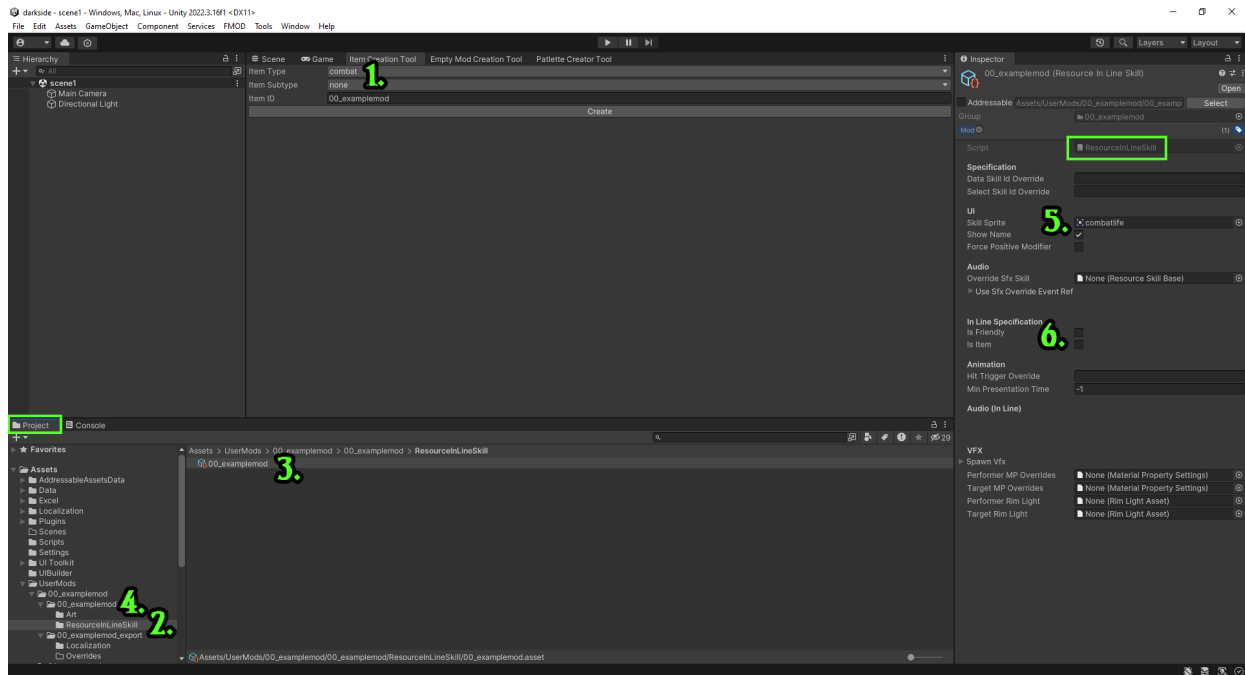 darkside - scene1 - Windows, Mac, Linux - Unity 2022.3.16f1 <DX11>
File Edit Assets GameObject Component Services FMOD Tools Window Help
Layers Layout
Hierarchy
All
scene1
Main Camera
Directional Light
Scene Game Item Creation Tool Empty Mod Creation Tool Patlette Creator Tool
Item Type combat
1.
Item Subtype none
Item ID 00_examplemod
Create
Inspector
00_examplemod (Resource In Line Skill)
Open
Addressable Assets/UserMods/00_examplemod/00_examp Select
Group 00_examplemod
Mod (1)
Script ResourceInLineSkill
Specification
Data Skill Id Override
Select Skill Id Override
UI
5.
Skill Sprite combatlife
Show Name
Force Positive Modifier
Audio
Override Sfx Skill None (Resource Skill Base)
Use Sfx Override Event Ref
In Line Specification
Is Friendly
6.
Is Item
Animation
Hit Trigger Override
Min Presentation Time -1
Audio (In Line)
VFX
Spawn Vfx
Performer MP Overrides None (Material Property Settings)
Target MP Overrides None (Material Property Settings)
Performer Rim Light None (Rim Light Asset)
Target Rim Light None (Rim Light Asset)
Project Console
29
Favorites
Assets
AddressableAssetsData
Data
Excel
Localization
Plugins
Scenes
Scripts
Settings
UI Toolkit
UIBuilder
UserMods
00_examplemod
00_examplemod
4.
Art
ResourceInLineSkill
2.
00_examplemod_export
Localization
Overrides
Assets > UserMods > 00_examplemod > 00_examplemod > ResourceInLineSkill
00_examplemod
3.
Assets/UserMods/00_examplemod/00_examplemod/ResourceInLineSkill/00_examplemod.asset